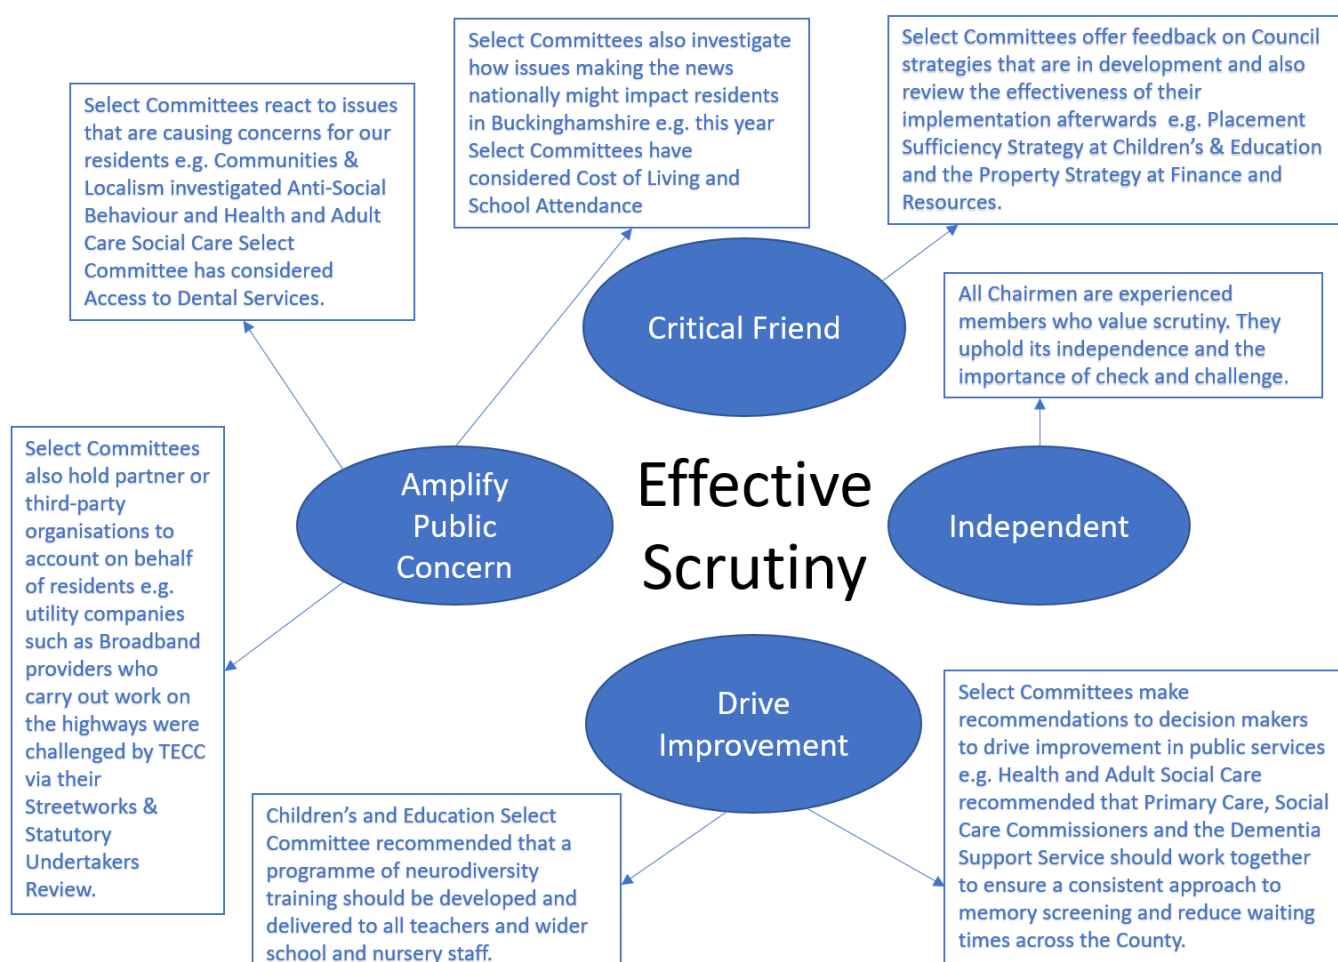 Select Committees also investigate
how issues making the news
nationally might impact residents
in Buckinghamshire e.g. this year
Select Committees have
considered Cost of Living and
School Attendance
Select Committees offer feedback on Council
strategies that are in development and also
review the effectiveness of their
implementation afterwards  e.g. Placement
Sufficiency Strategy at Children's & Education
and the Property Strategy at Finance and
Resources.
Select Committees react to issues
that are causing concerns for our
residents e.g. Communities &
Localism investigated Anti-Social
Behaviour and Health and Adult
Care Social Care Select
Committee has considered
Access to Dental Services.
Critical Friend
All Chairmen are experienced
members who value scrutiny. They
uphold its independence and the
importance of check and challenge.
Select Committees
also hold partner or
third-party
organisations to
account on behalf
of residents e.g.
utility companies
such as Broadband
providers who
carry out work on
the highways were
challenged by TECC
via their
Streetworks &
Statutory
Undertakers
Review.
Amplify
Public
Concern
Effective
Scrutiny
Independent
Drive
Improvement
Children's and Education Select
Committee recommended that a
programme of neurodiversity
training should be developed and
delivered to all teachers and wider
school and nursery staff.
Select Committees make
recommendations to decision makers
to drive improvement in public services
e.g. Health and Adult Social Care
recommended that Primary Care, Social
Care Commissioners and the Dementia
Support Service should work together
to ensure a consistent approach to
memory screening and reduce waiting
times across the County.